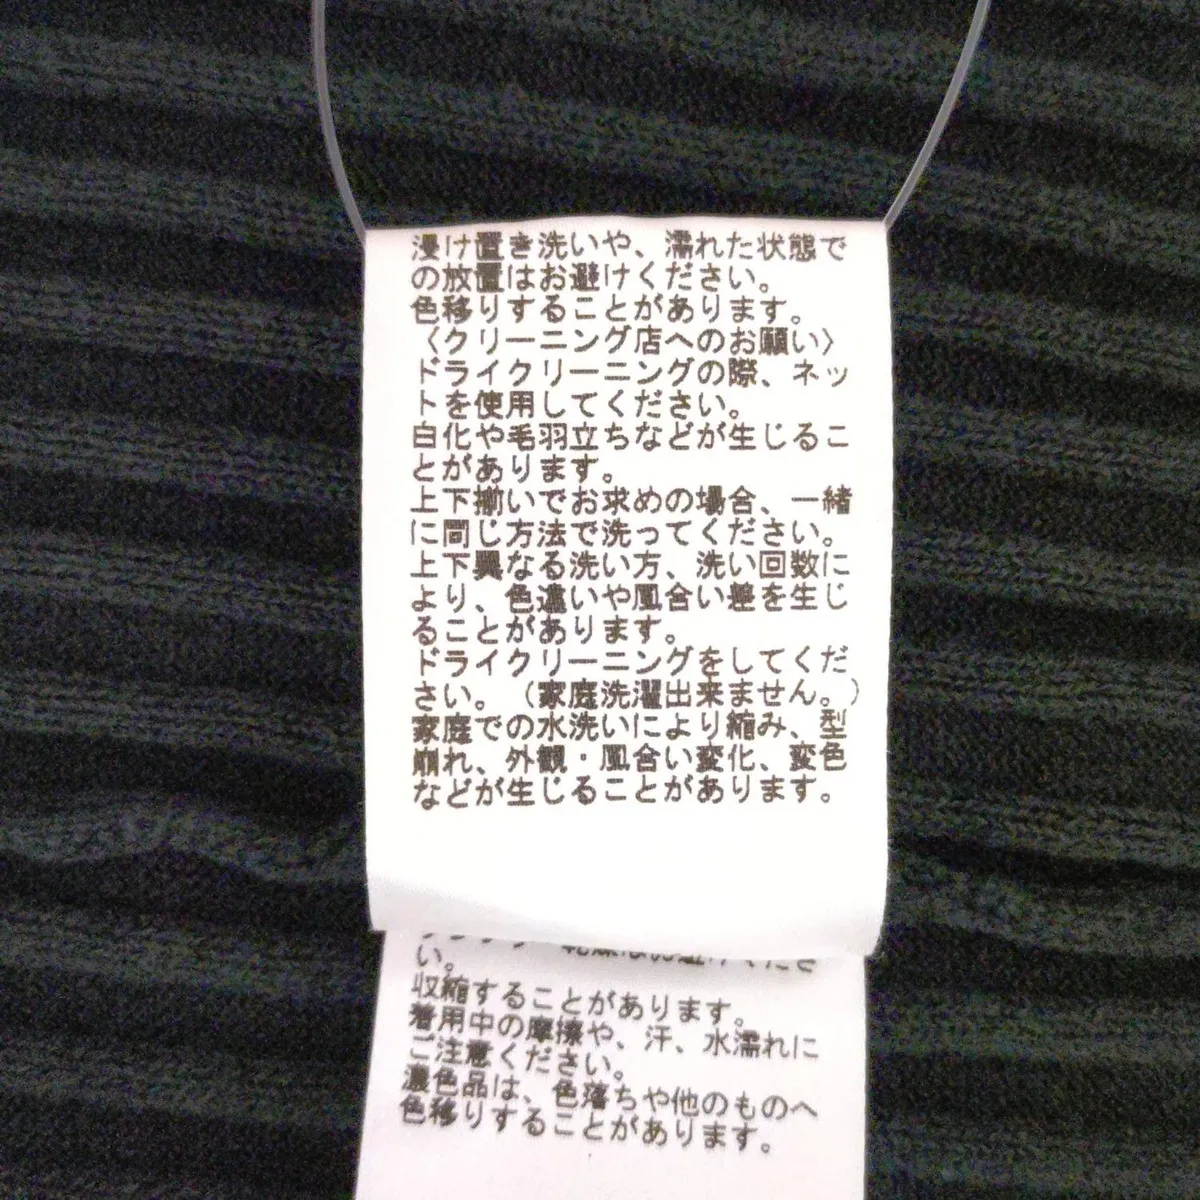 浸け置き洗いや、濡れた状態で
の放置はお避けください。
色移りすることがあります。
〈クリーニング店へのお願い〉
ドライクリーニングの際、ネッ
トを使用してください。
白化や毛羽立ちなどが生じるこ
とがあります。
上下揃いでお求めの場合、一緒
に同じ方法で洗ってください。
上下異なる洗い方、洗い回数に
より、色違いや風合い差を生じ
ることがあります。
ドライクリーニングをしてくだ
さい。（家庭洗濯出来ません。）
家庭での水洗いにより縮み、型
崩れ、外観・風合い変化、変色
などが生じることがあります。
い。
収縮することがあります。
着用中の摩擦や、汗、水濡れに
ご注意ください。
濃色品は、色落ちや他のものへ
色移りすることがあります。